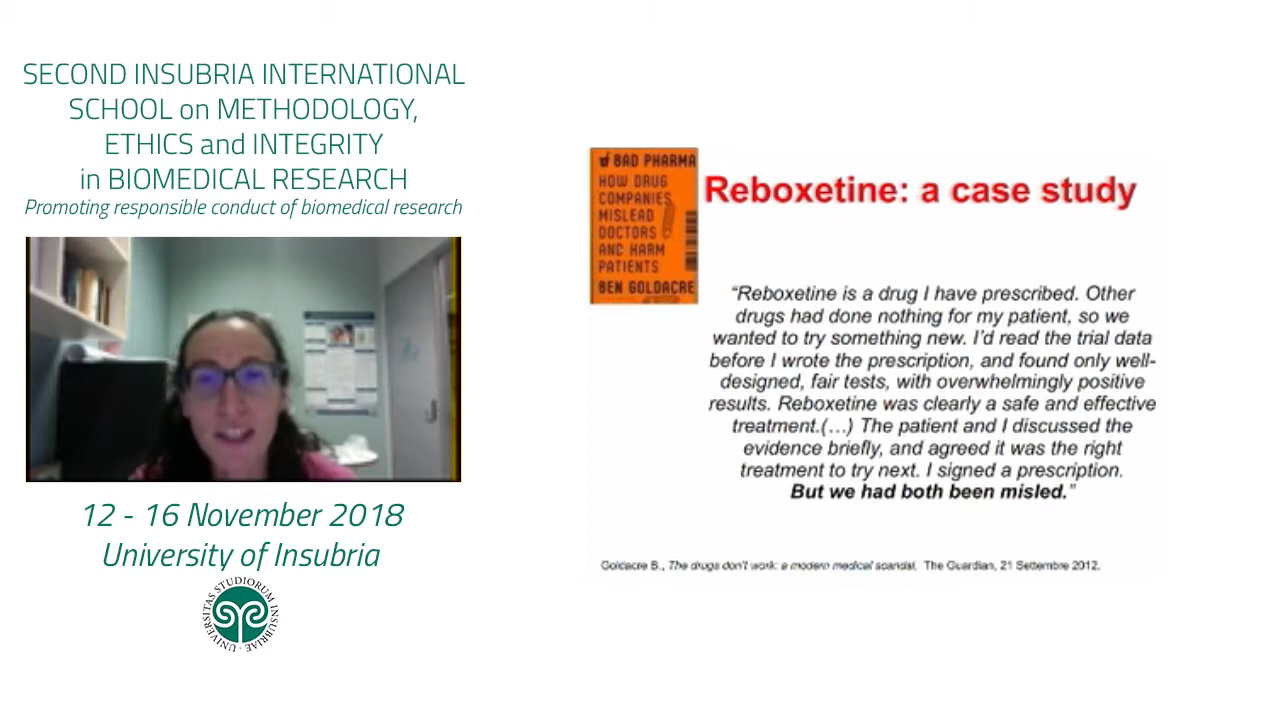 SECOND INSUBRIA INTERNATIONAL
SCHOOL on METHODOLOGY,
ETHICS and INTEGRITY
in BIOMEDICAL RESEARCH
Promoting responsible conduct of biomedical research
12 - 16 November 2018
University of Insubria
UNIVERSITAS STUDIORUM INSUBRIAE
BAD PHARMA
HOW DRUG
COMPANIES
MISLEAD
DOCTORS
AND HARM
PATIENTS
BEN GOLDACRE
Reboxetine: a case study
“Reboxetine is a drug I have prescribed. Other
drugs had done nothing for my patient, so we
wanted to try something new. I’d read the trial data
before I wrote the prescription, and found only well-
designed, fair tests, with overwhelmingly positive
results. Reboxetine was clearly a safe and effective
treatment.(…) The patient and I discussed the
evidence briefly, and agreed it was the right
treatment to try next. I signed a prescription.
But we had both been misled.”
Goldacre B., The drugs don't work: a modern medical scandal, The Guardian, 21 Settembre 2012.